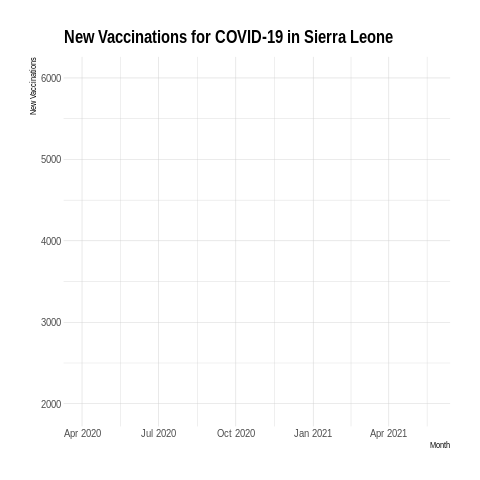 New Vaccinations for COVID-19 in Sierra Leone
New Vaccinations
6000
5000
4000
3000
2000
Apr 2020
Jul 2020
Oct 2020
Jan 2021
Apr 2021
Month